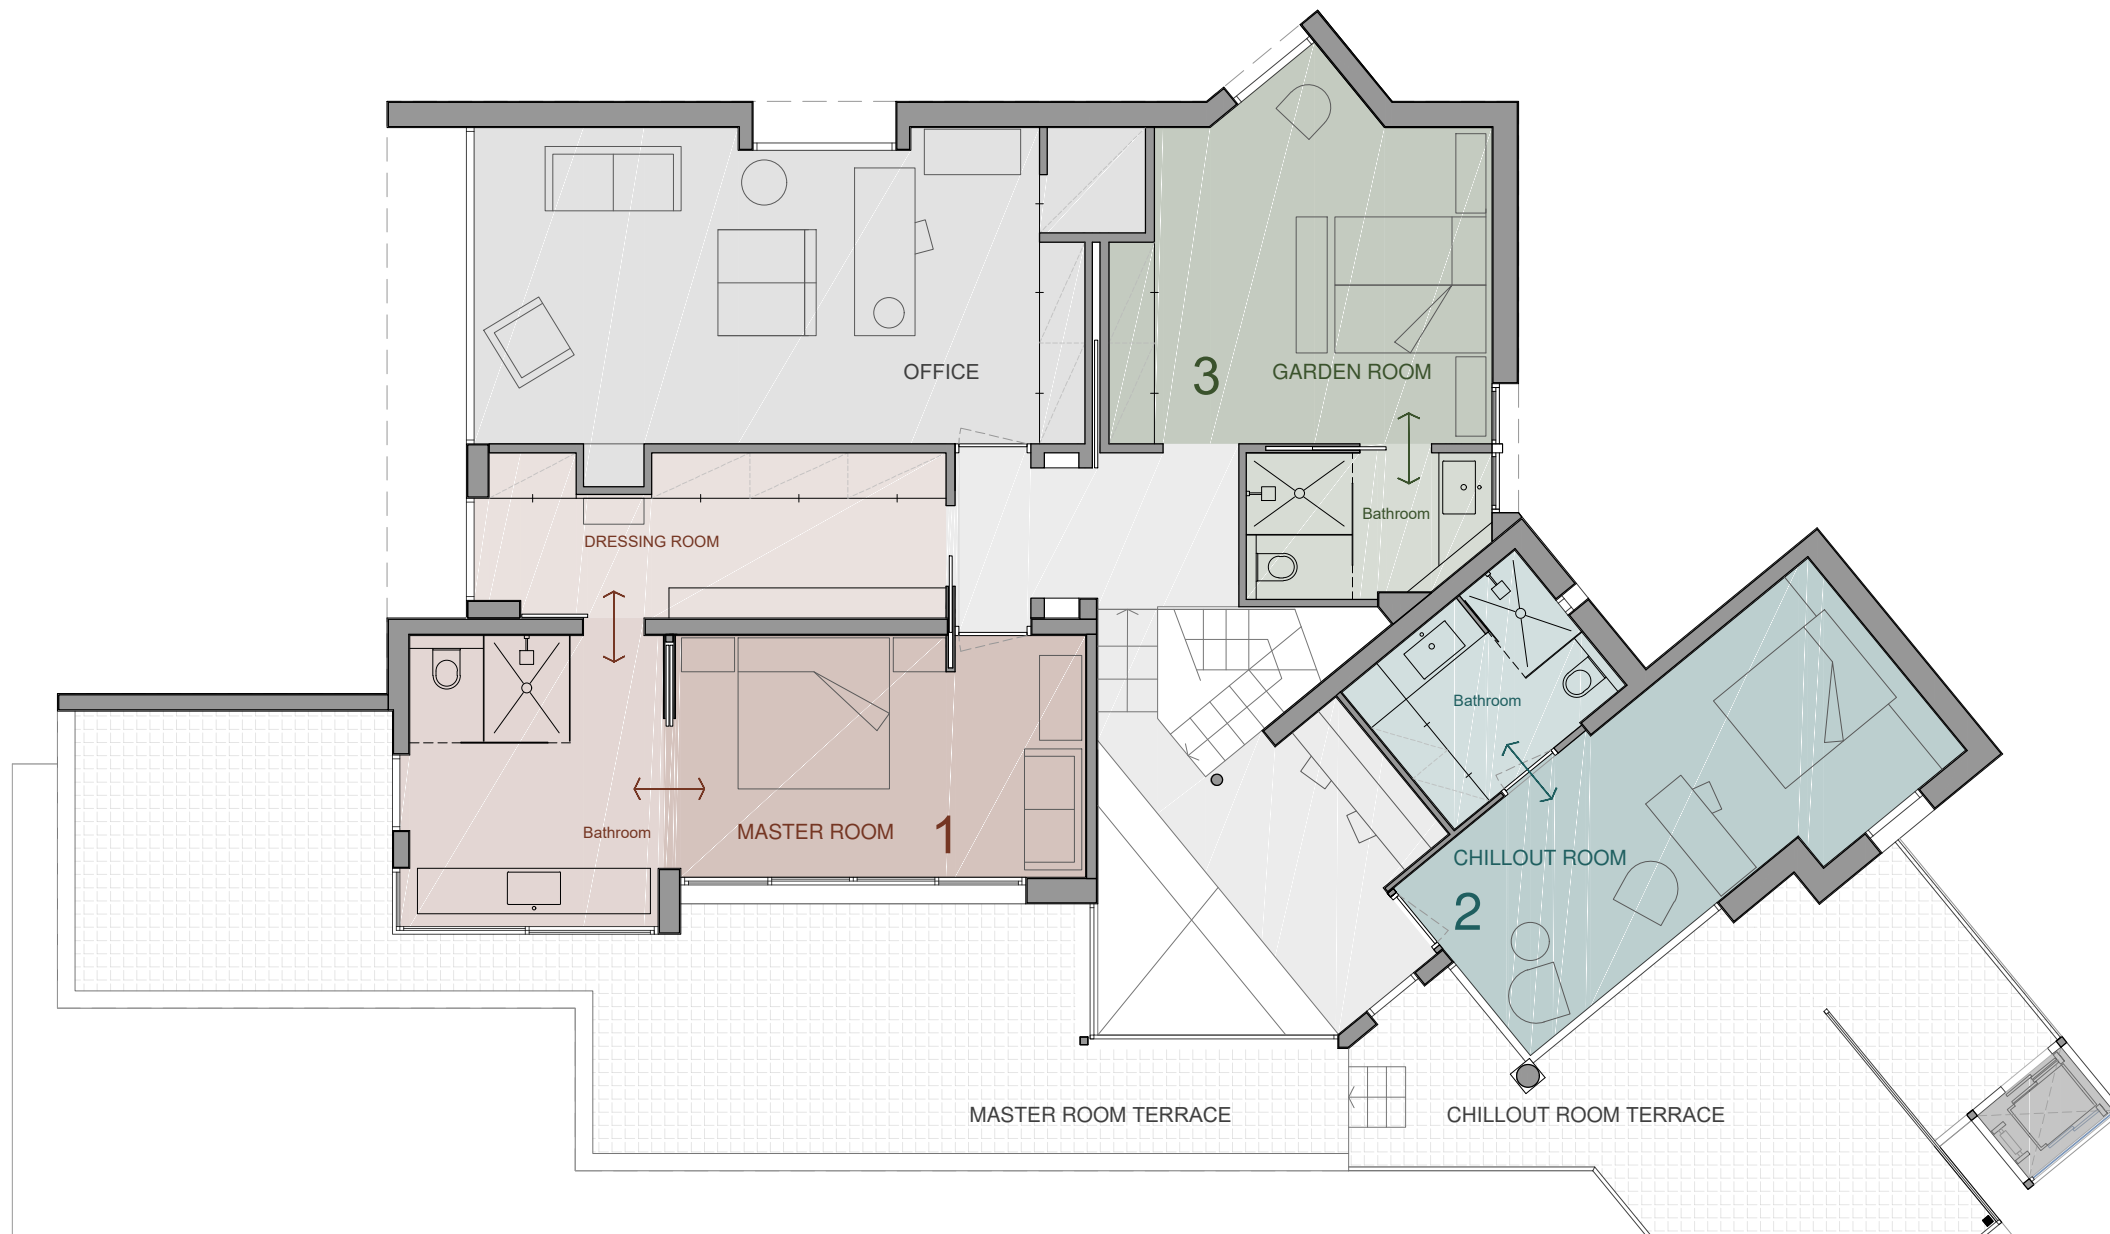 OFFICE
3
GARDEN ROOM
Bathroom
DRESSING ROOM
Bathroom
Bathroom
MASTER ROOM
1
CHILLOUT ROOM
2
MASTER ROOM TERRACE
CHILLOUT ROOM TERRACE